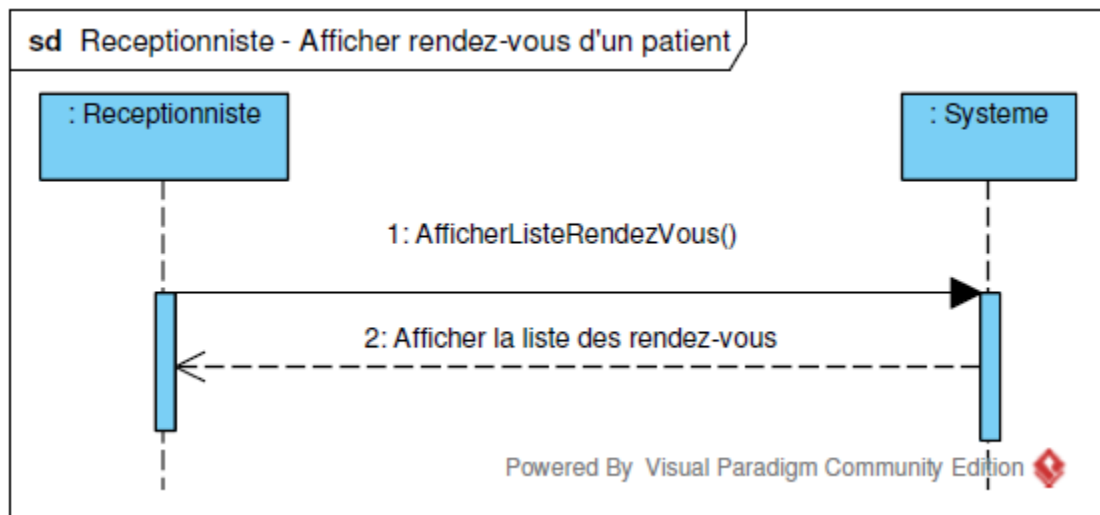 sd Receptionniste - Afficher rendez-vous d'un patient
: Receptionniste
: Systeme
1: AfficherListeRendezVous()
2: Afficher la liste des rendez-vous
Powered By Visual Paradigm Community Edition